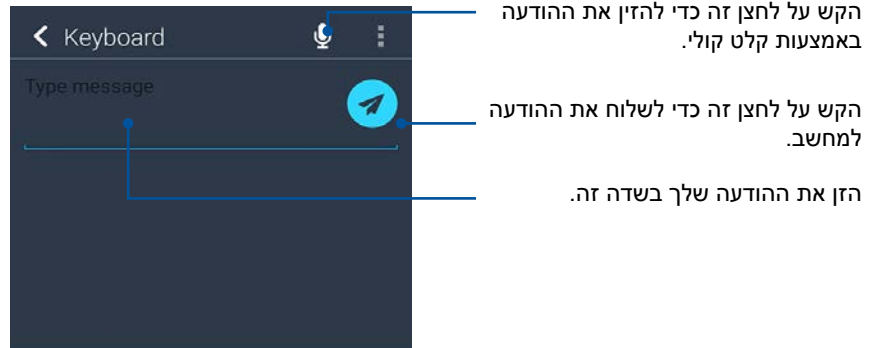 הקש על לחצן זה כדי להזין את ההודעה
באמצעות קלט קולי.
Keyboard
Type message
הקש על לחצן זה כדי לשלוח את ההודעה
למחשב.
הזן את ההודעה שלך בשדה זה.